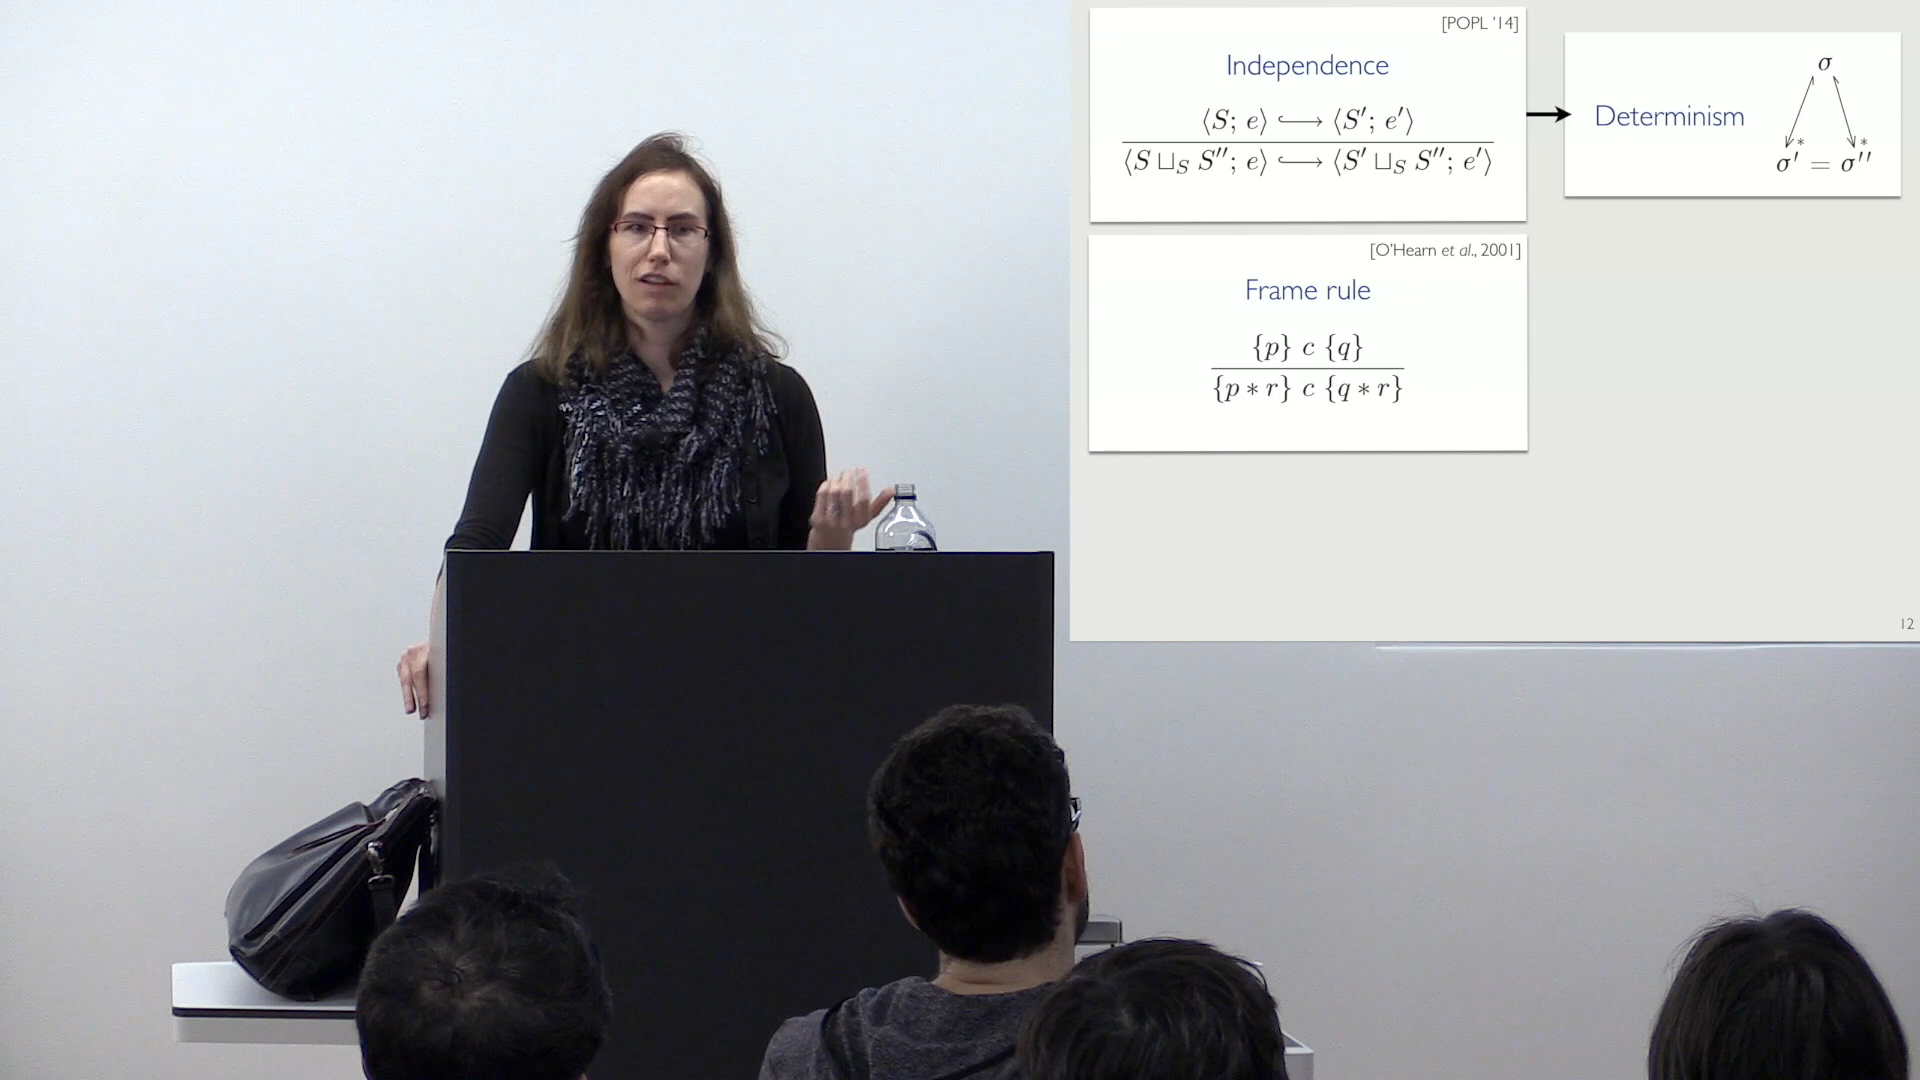 [POPL '14]
Independence
⟨S; e⟩ ↪⟶ ⟨S′; e′⟩
⟨S ⊔_S S″; e⟩ ↪⟶ ⟨S′ ⊔_S S″; e′⟩
Determinism
σ
* *
σ′ = σ″
[O'Hearn et al., 2001]
Frame rule
{p} c {q}
{p ∗ r} c {q ∗ r}
12